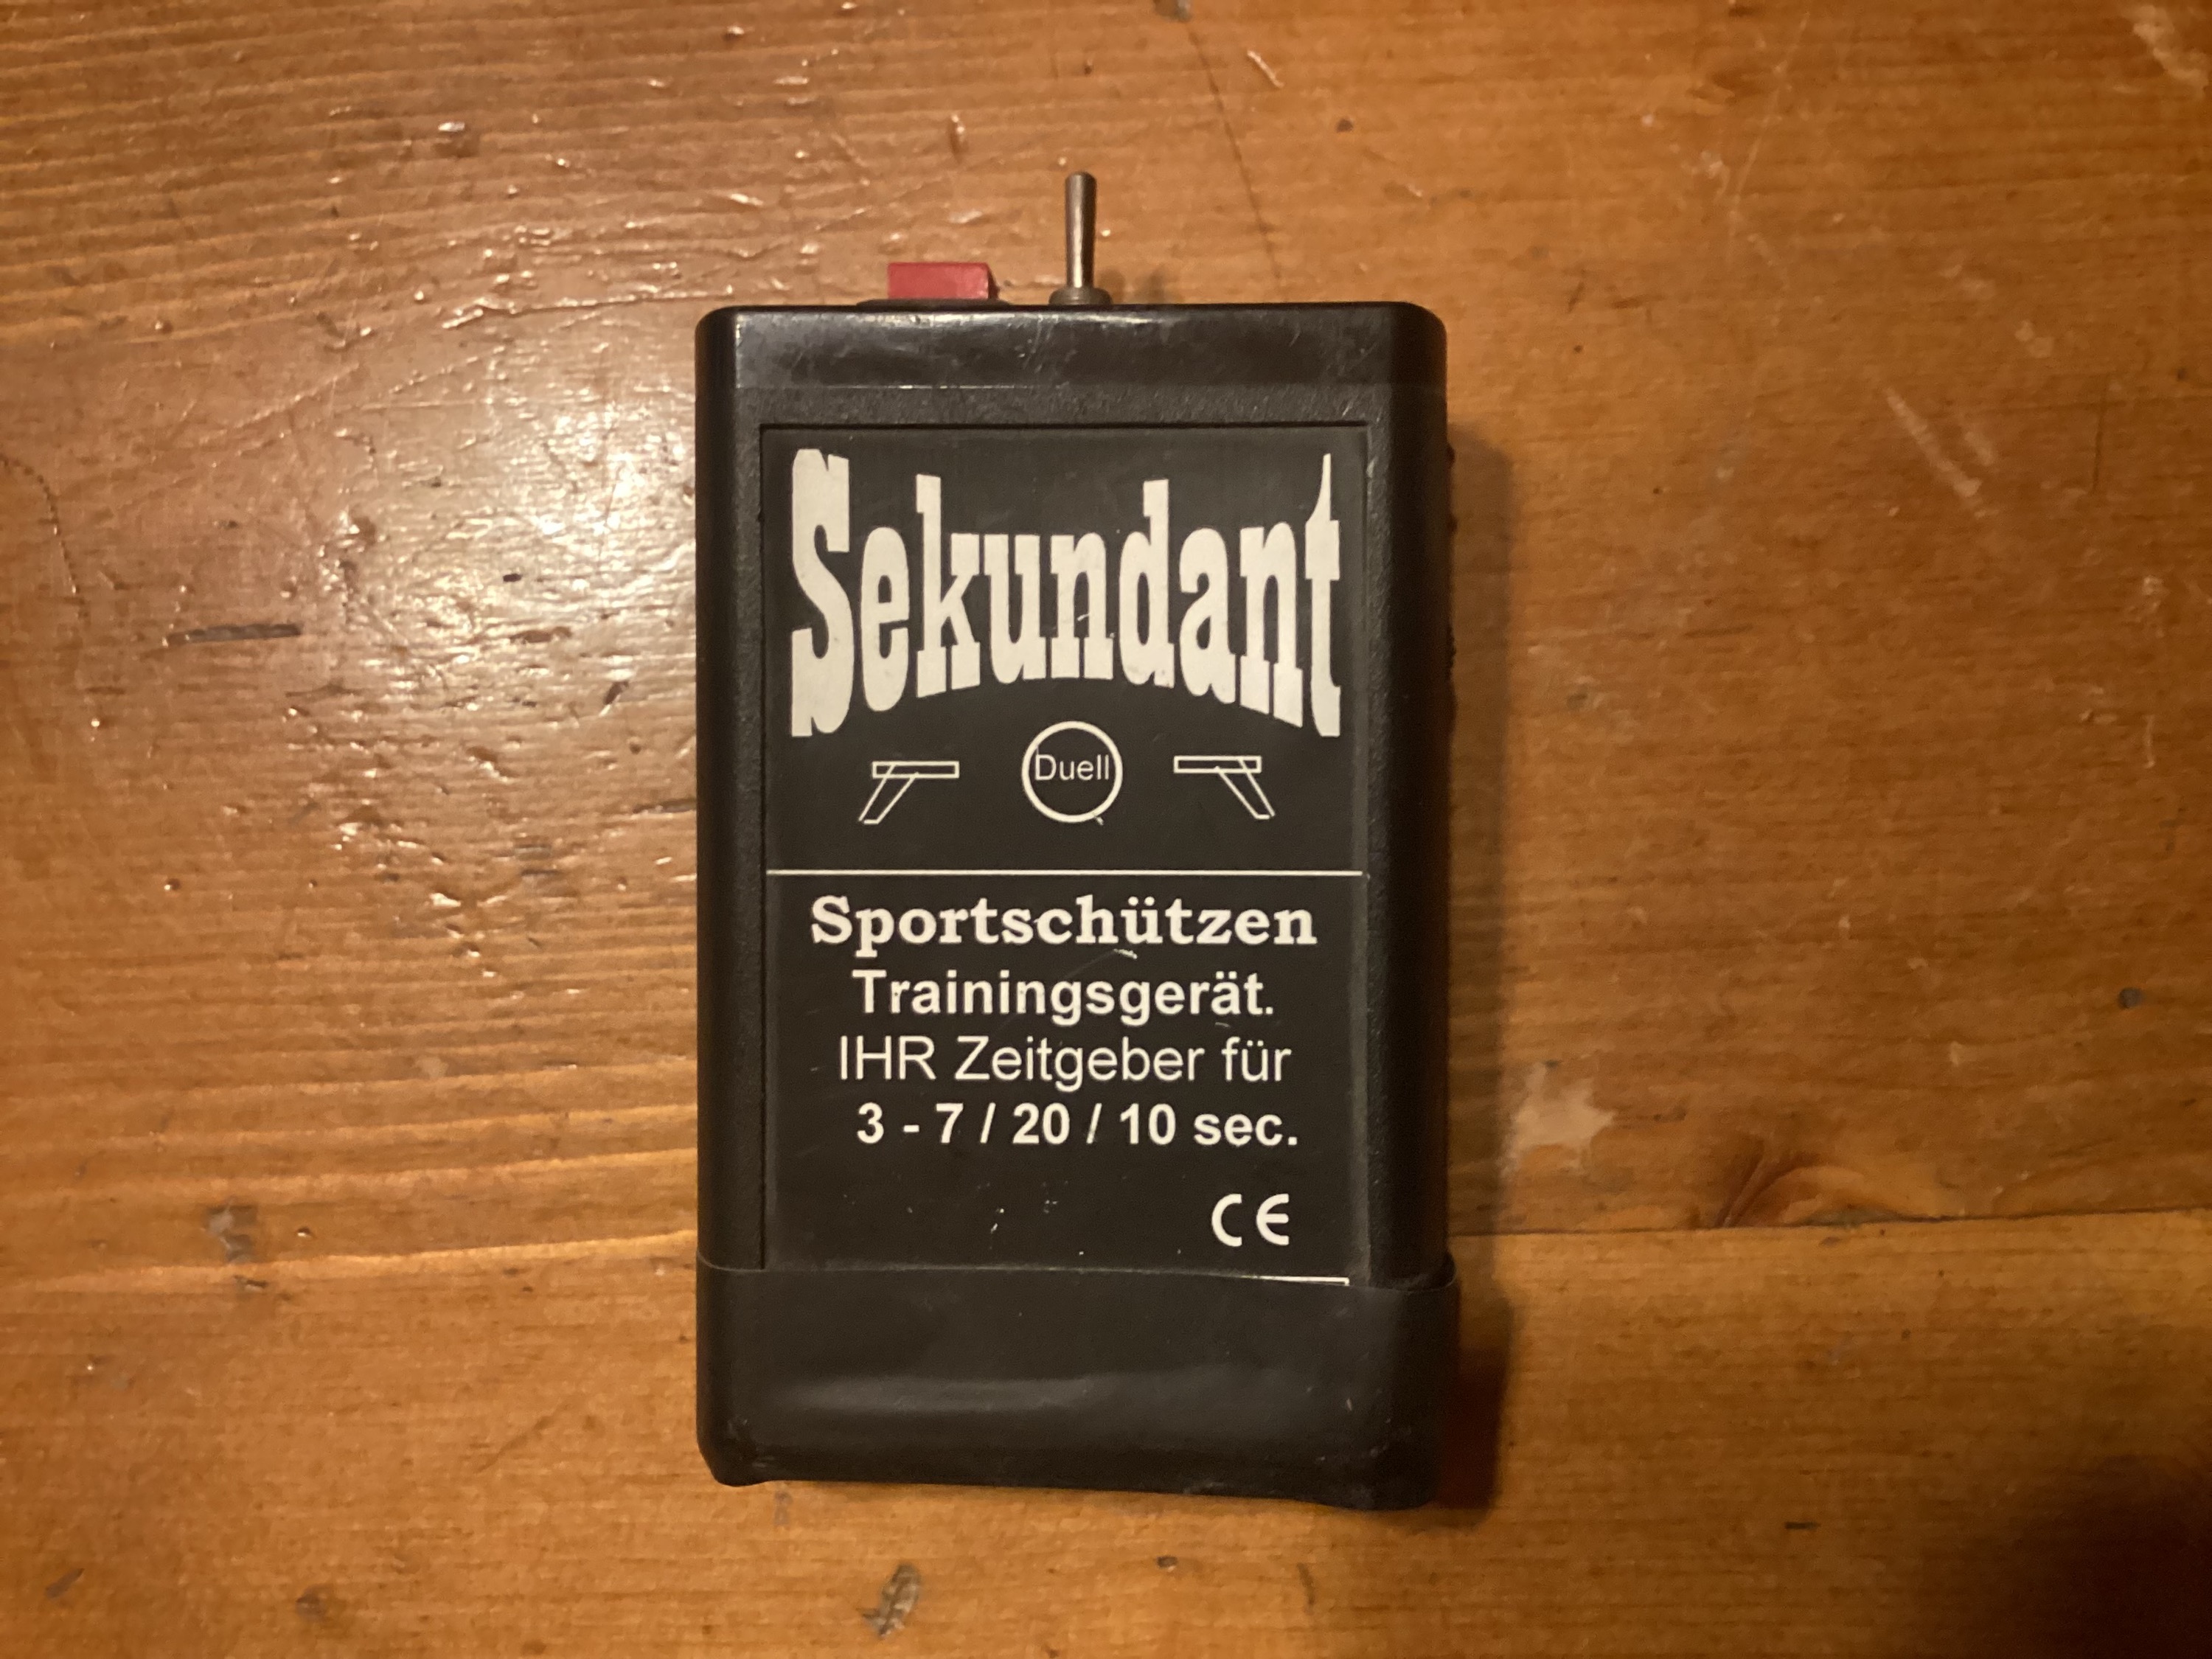 Sekundant
Duell
Sportschützen
Trainingsgerät.
IHR Zeitgeber für
3 - 7 / 20 / 10 sec.
CE